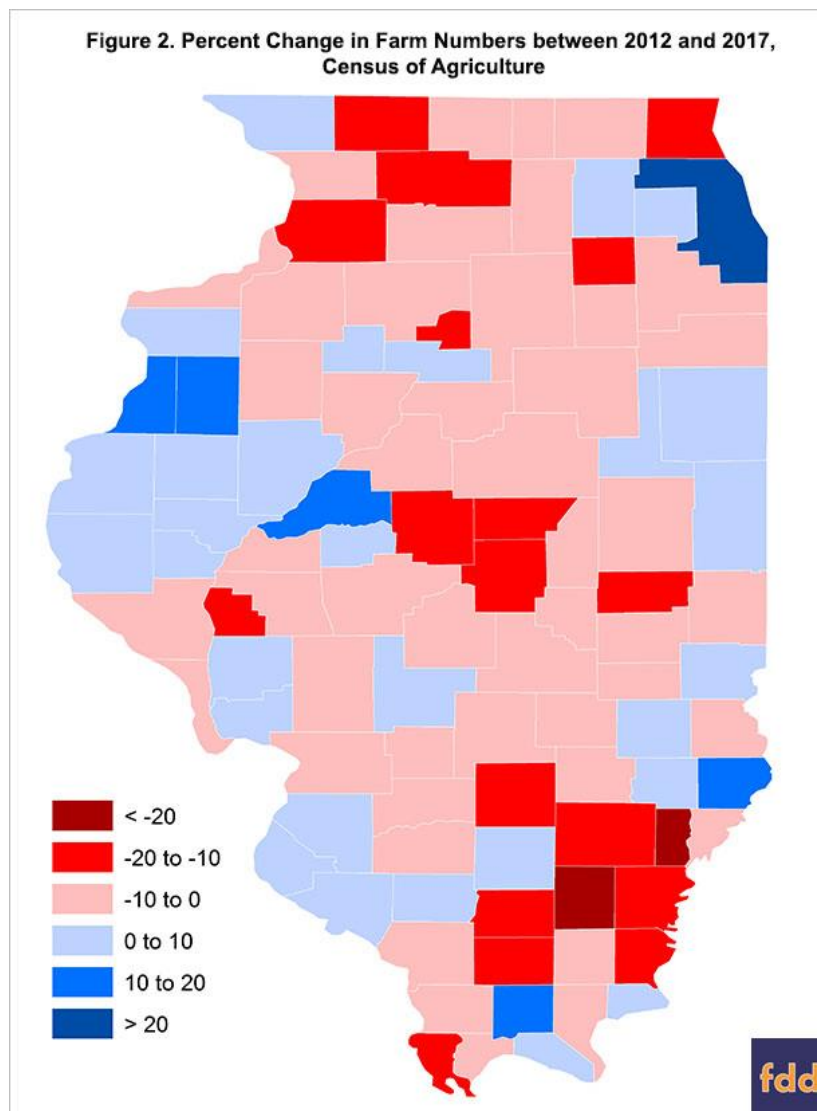 Figure 2. Percent Change in Farm Numbers between 2012 and 2017,
Census of Agriculture
< -20
-20 to -10
-10 to 0
0 to 10
10 to 20
> 20
fdd